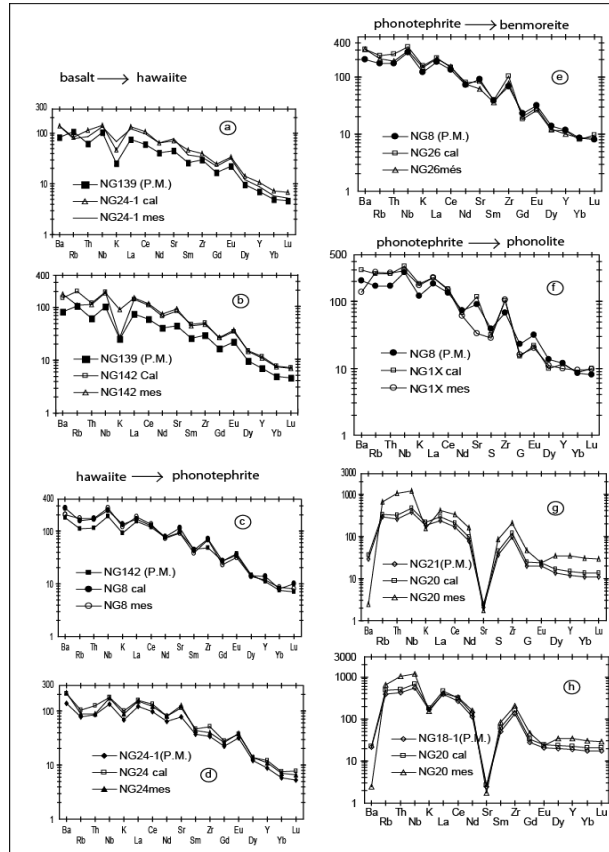 basalt → hawaiite
300
100
10
1
a
NG139 (P.M.)
NG24-1 cal
NG24-1 mes
Ba Th K Ce Sr Zr Eu Y Lu
Rb Nb La Nd Sm Gd Dy Yb
400
100
10
1
b
NG139 (P.M.)
NG142 Cal
NG142 mes
Ba Th K Ce Sr Zr Eu Y Lu
Rb Nb La Nd Sm Gd Dy Yb
hawaiite → phonotephrite
400
100
10
1
c
NG142 (P.M.)
NG8 cal
NG8 mes
Ba Th K Ce Sr Zr Eu Y Lu
Rb Nb La Nd Sm Gd Dy Yb
300
100
10
1
NG24-1(P.M.)
NG24 cal
NG24mes
d
Ba Th K Ce Sr Zr Eu Y Lu
Rb Nb La Nd Sm Gd Dy Yb
phonotephrite → benmoreite
400
100
10
1
e
NG8 (P.M.)
NG26 cal
NG26més
Ba Th K Ce Sr Zr Eu Y Lu
Rb Nb La Nd Sm Gd Dy Yb
phonotephrite → phonolite
500
100
10
1
f
NG8 (P.M.)
NG1X cal
NG1X mes
Ba Th K Ce Sr Zr Eu Y Lu
Rb Nb La Nd S G Dy Yb
3000
1000
100
10
1
g
NG21(P.M.)
NG20 cal
NG20 mes
Ba Th K Ce Sr Zr Eu Y Lu
Rb Nb La Nd S G Dy Yb
3000
1000
100
10
1
h
NG18-1(P.M.)
NG20 cal
NG20 mes
Ba Th K Ce Sr Zr Eu Y Lu
Rb Nb La Nd Sm Gd Dy Yb